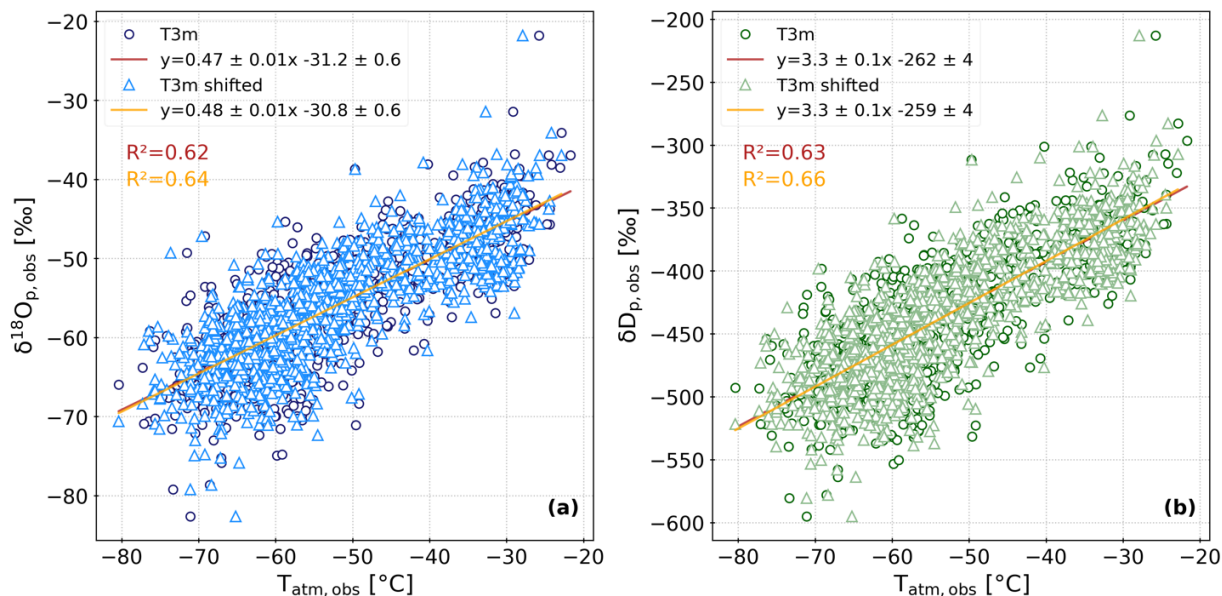 −20
−30
−40
−50
−60
−70
−80
δ¹⁸Oₚ, ₒbₛ [‰]
T3m
y=0.47 ± 0.01x -31.2 ± 0.6
T3m shifted
y=0.48 ± 0.01x -30.8 ± 0.6
R²=0.62
R²=0.64
(a)
−80 −70 −60 −50 −40 −30 −20
Tatm, obs [°C]
−200
−250
−300
−350
−400
−450
−500
−550
−600
δDp, obs [‰]
T3m
y=3.3 ± 0.1x -262 ± 4
T3m shifted
y=3.3 ± 0.1x -259 ± 4
R²=0.63
R²=0.66
(b)
−80 −70 −60 −50 −40 −30 −20
Tatm, obs [°C]